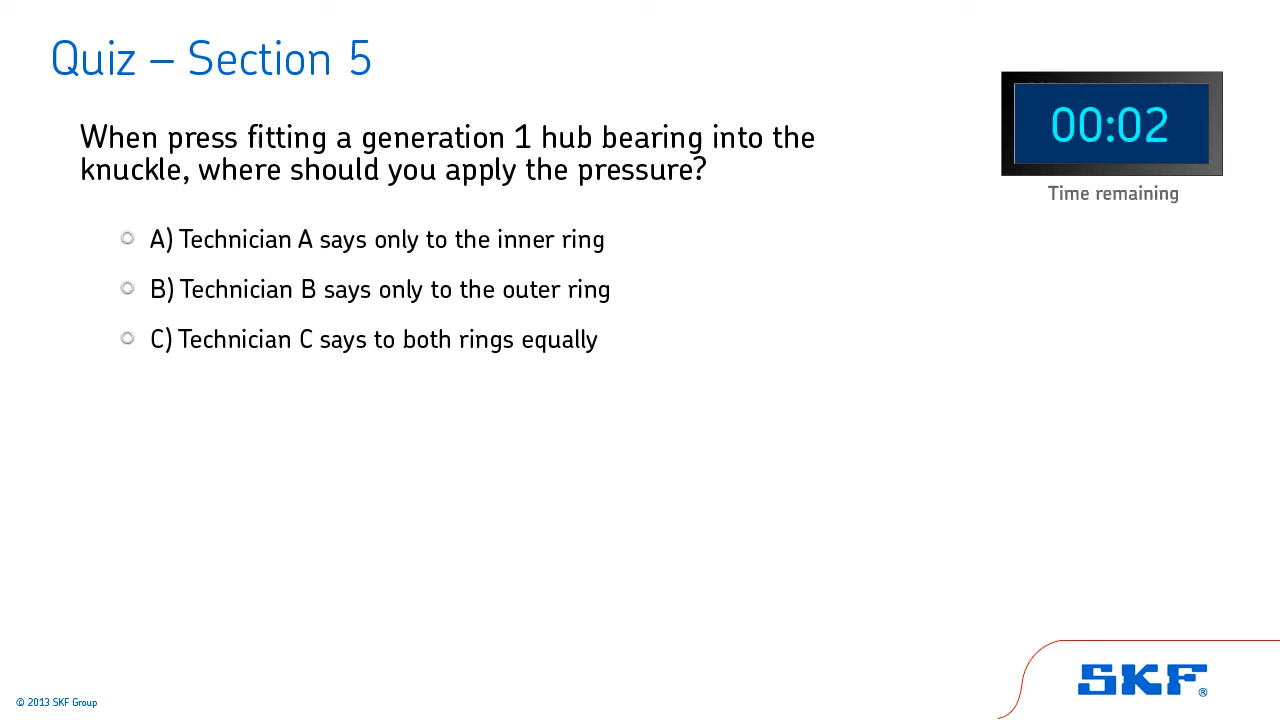 Quiz – Section 5
00:02
Time remaining
When press fitting a generation 1 hub bearing into the
knuckle, where should you apply the pressure?
A) Technician A says only to the inner ring
B) Technician B says only to the outer ring
C) Technician C says to both rings equally
© 2013 SKF Group
SKF®